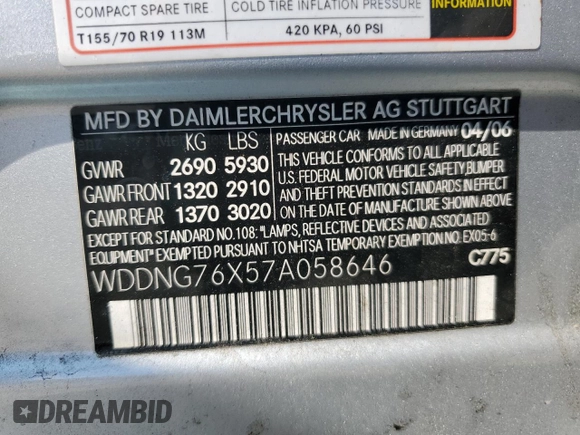 COMPACT SPARE TIRE COLD TIRE INFLATION PRESSURE INFORMATION
T155/70 R19 113M 420 KPA, 60 PSI
MFD BY DAIMLERCHRYSLER AG STUTTGART
KG LBS PASSENGER CAR MADE IN GERMANY 04/06
GVWR 2690 5930 THIS VEHICLE CONFORMS TO ALL APPLICABLE
U.S. FEDERAL MOTOR VEHICLE SAFETY, BUMPER
GAWR FRONT 1320 2910 AND THEFT PREVENTION STANDARDS IN EFFECT
GAWR REAR 1370 3020 ON THE DATE OF MANUFACTURE SHOWN ABOVE
EXCEPT FOR STANDARD NO. 108: "LAMPS, REFLECTIVE DEVICES AND ASSOCIATED
EQUIPMENT" EXEMPTED PURSUANT TO NHTSA TEMPORARY EXEMPTION NO. EX05-6
WDDNG76X57A058646 C775
DREAMBID